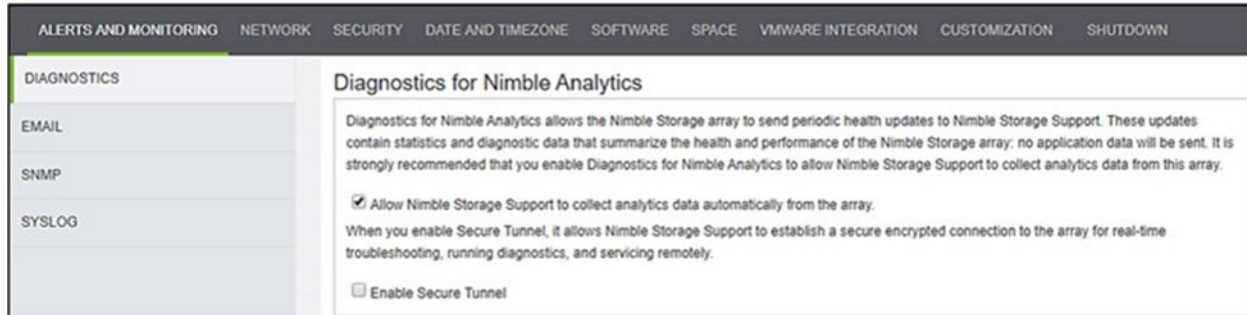 ALERTS AND MONITORING NETWORK SECURITY DATE AND TIMEZONE SOFTWARE SPACE VMWARE INTEGRATION CUSTOMIZATION SHUTDOWN
DIAGNOSTICS
EMAIL
SNMP
SYSLOG
Diagnostics for Nimble Analytics
Diagnostics for Nimble Analytics allows the Nimble Storage array to send periodic health updates to Nimble Storage Support. These updates
contain statistics and diagnostic data that summarize the health and performance of the Nimble Storage array: no application data will be sent. It is
strongly recommended that you enable Diagnostics for Nimble Analytics to allow Nimble Storage Support to collect analytics data from this array.
Allow Nimble Storage Support to collect analytics data automatically from the array.
When you enable Secure Tunnel, it allows Nimble Storage Support to establish a secure encrypted connection to the array for real-time
troubleshooting, running diagnostics, and servicing remotely.
Enable Secure Tunnel